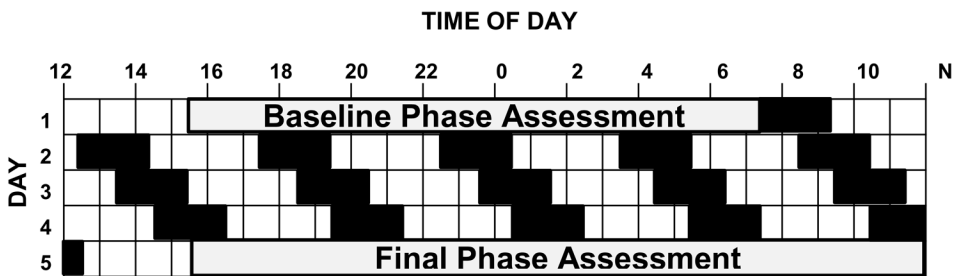 TIME OF DAY
12 14 16 18 20 22 0 2 4 6 8 10 N
DAY
1 Baseline Phase Assessment
2
3
4
5 Final Phase Assessment